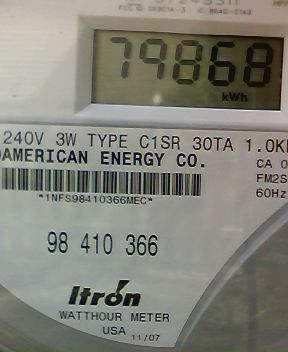 79868
kWh
240V 3W TYPE C1SR 30TA 1.0K
AMERICAN ENERGY CO.
CA 0
FM2S
60Hz
*1NFS98410366MEC*
98 410 366
Itron
WATTHOUR METER
USA 11/07